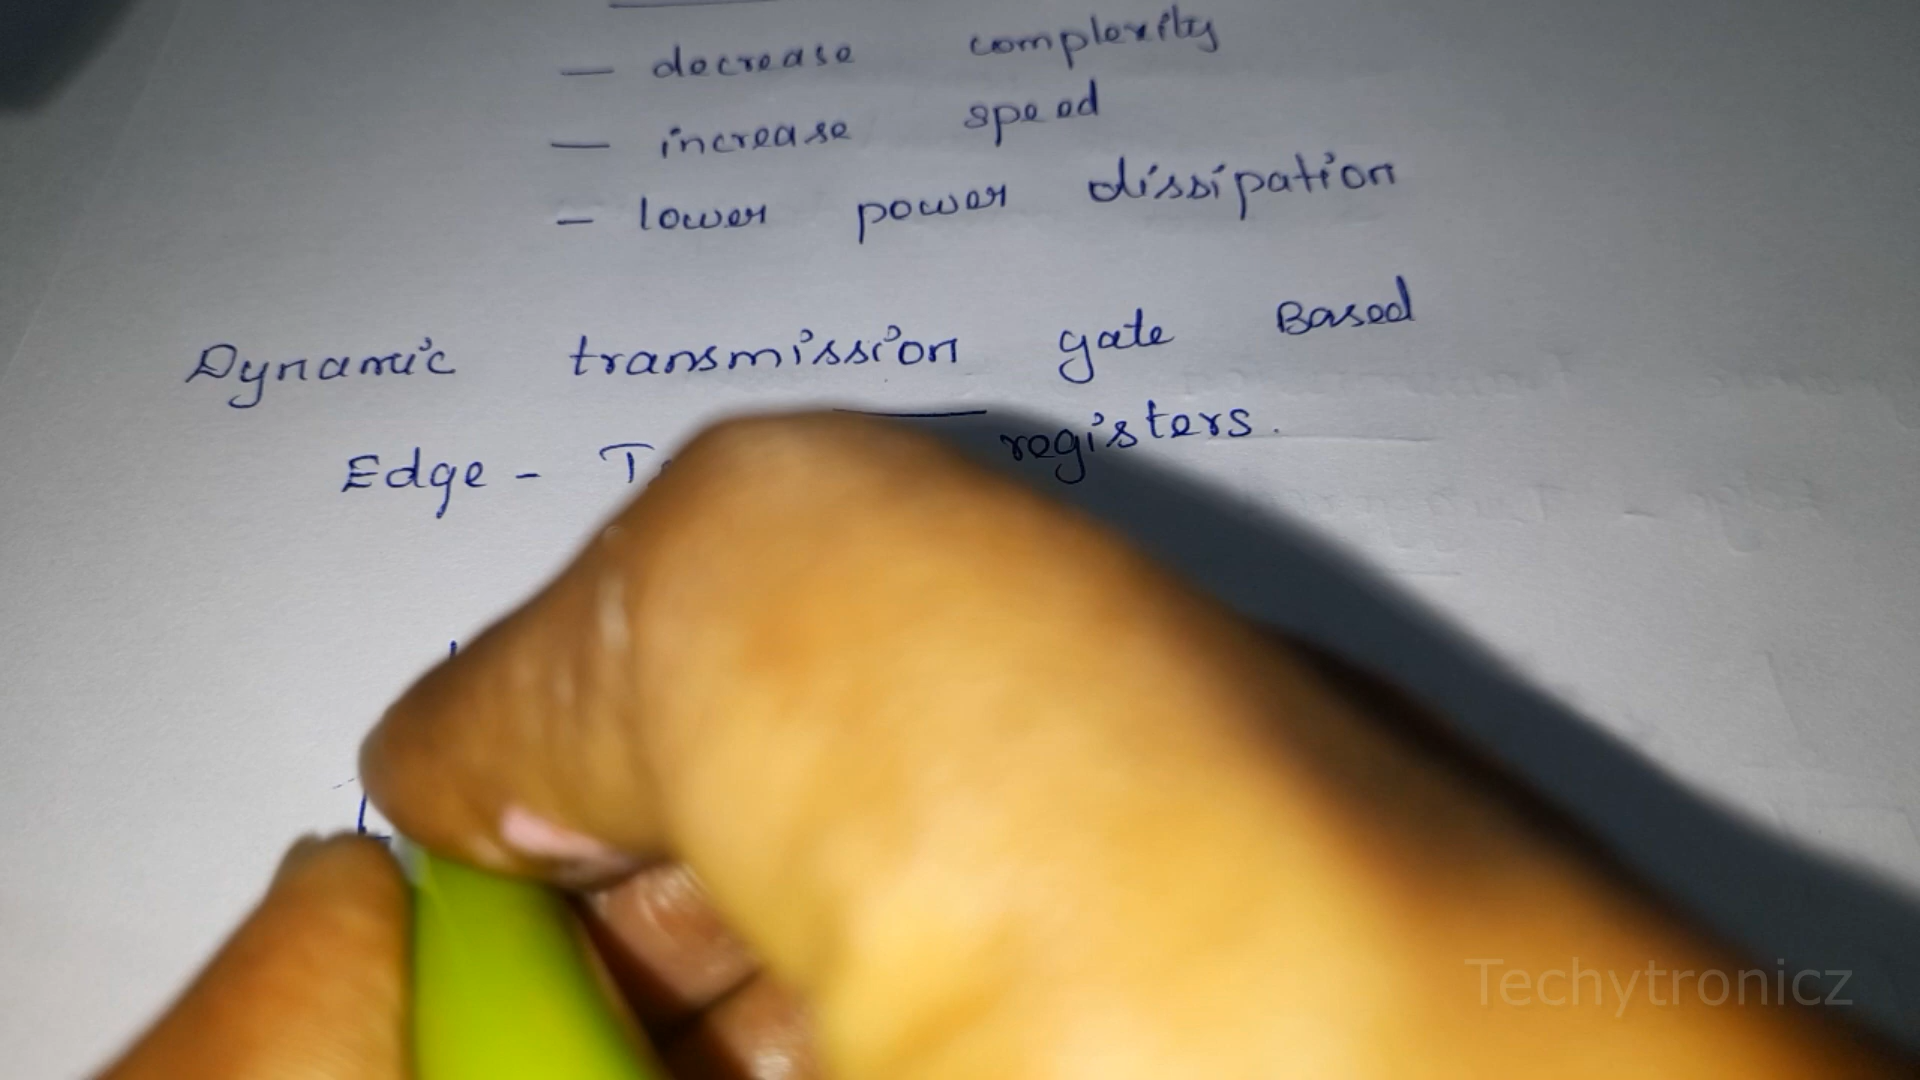 — decrease complexity
— increase speed
— lower power dissipation
Dynamic transmission gate Based
Edge - registers.
Techytronicz